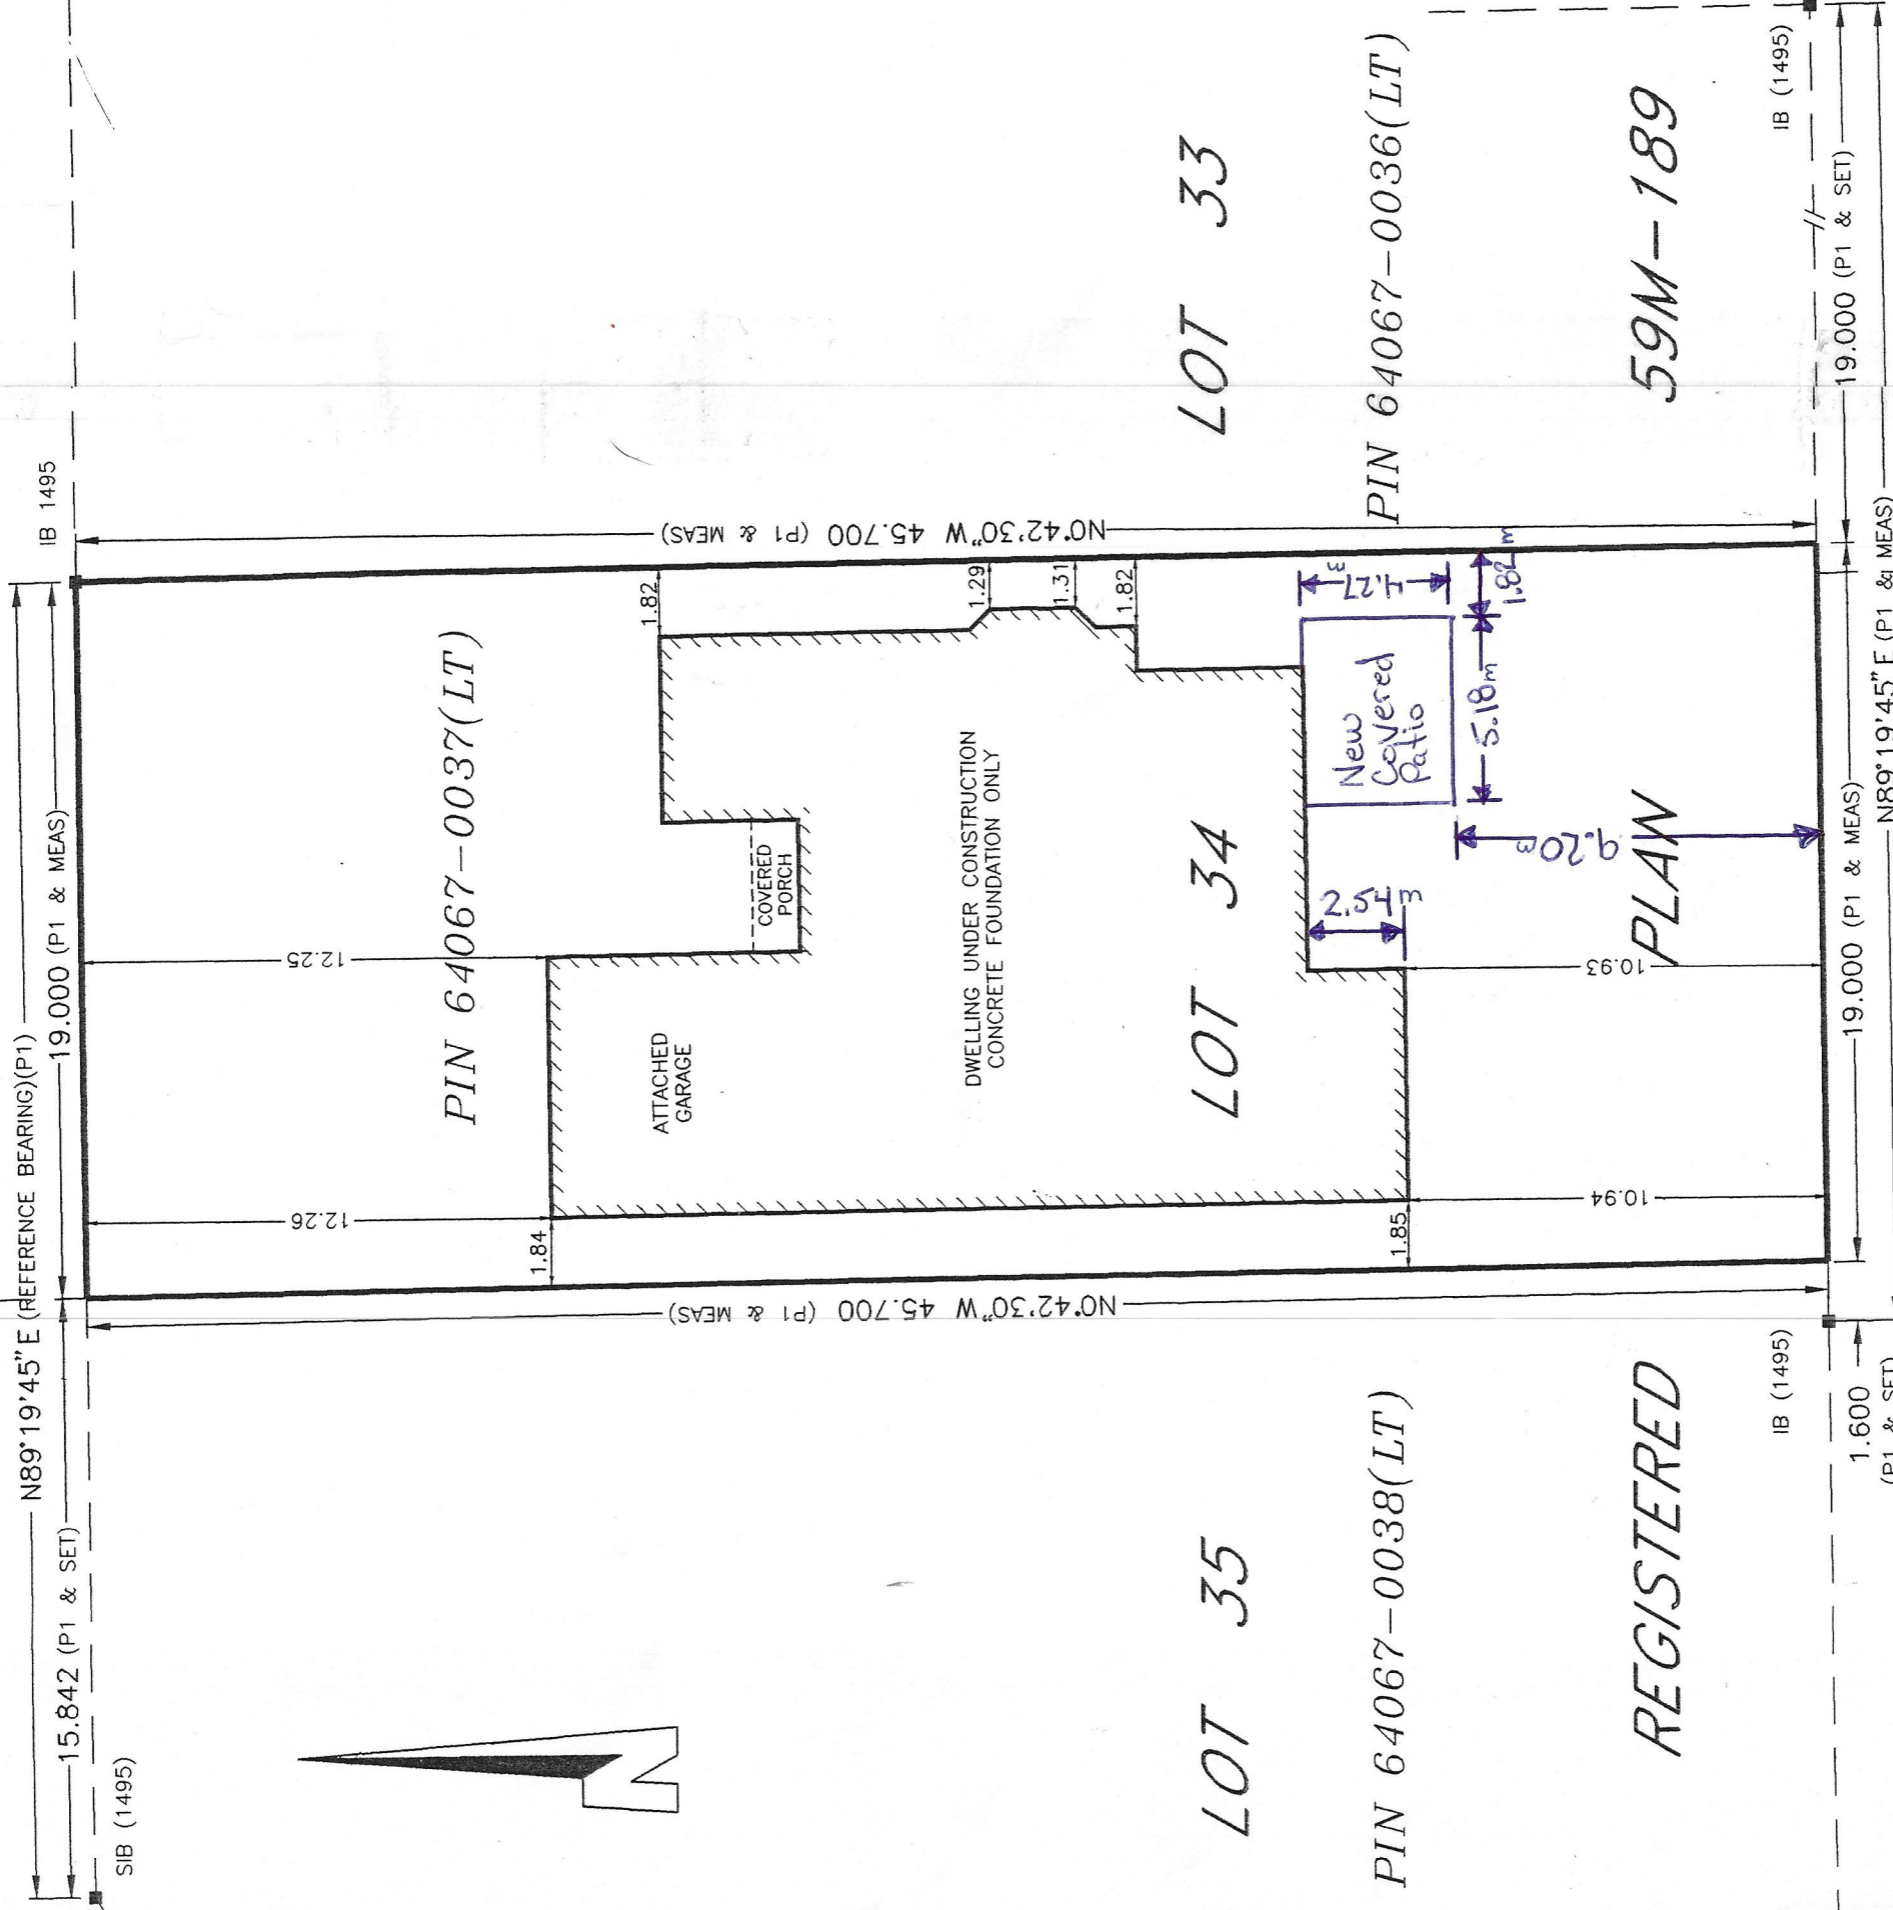 N89°19'45"E (REFERENCE BEARING)(P1)
15.842 (P1 & SET)
19.000 (P1 & MEAS)
SIB (1495)
IB 1495
N0°42'30"W 45.700 (P1 & MEAS)
N0°42'30"W 45.700 (P1 & MEAS)
12.26
12.25
PIN 64067-0037(LT)
1.84
1.82
ATTACHED
GARAGE
COVERED
PORCH
DWELLING UNDER CONSTRUCTION
CONCRETE FOUNDATION ONLY
1.29
1.31
1.82
N
LOT 35
LOT 34
LOT 33
PIN 64067-0038(LT)
PIN 64067-0036(LT)
1.85
2.54m
New
Covered
Patio
4.27m
5.18m
1.82m
9.20m
10.94
10.93
REGISTERED
PLAN
59M-189
IB (1495)
IB (1495)
1.600
(P1 & SET)
19.000 (P1 & MEAS)
19.000 (P1 & SET)
N89°19'45"E (P1 & MEAS)